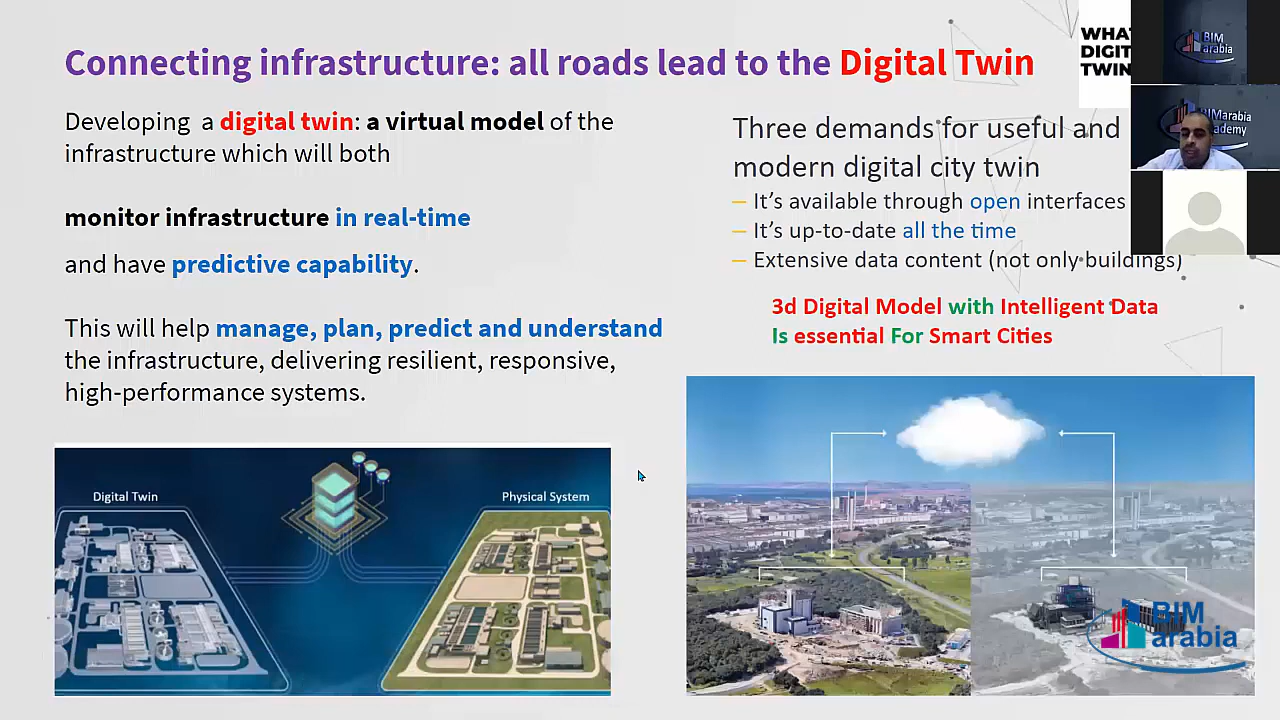 Connecting infrastructure: all roads lead to the Digital Twin
Developing a digital twin: a virtual model of the
infrastructure which will both
monitor infrastructure in real-time
and have predictive capability.
This will help manage, plan, predict and understand
the infrastructure, delivering resilient, responsive,
high-performance systems.
Digital Twin
Physical System
WHAT
DIGIT
TWIN
Three demands for useful and
modern digital city twin
– It's available through open interfaces
– It's up-to-date all the time
– Extensive data content (not only buildings)
3d Digital Model with Intelligent Data
Is essential For Smart Cities
BIM
arabia
BIMarabia
BIM
arabia